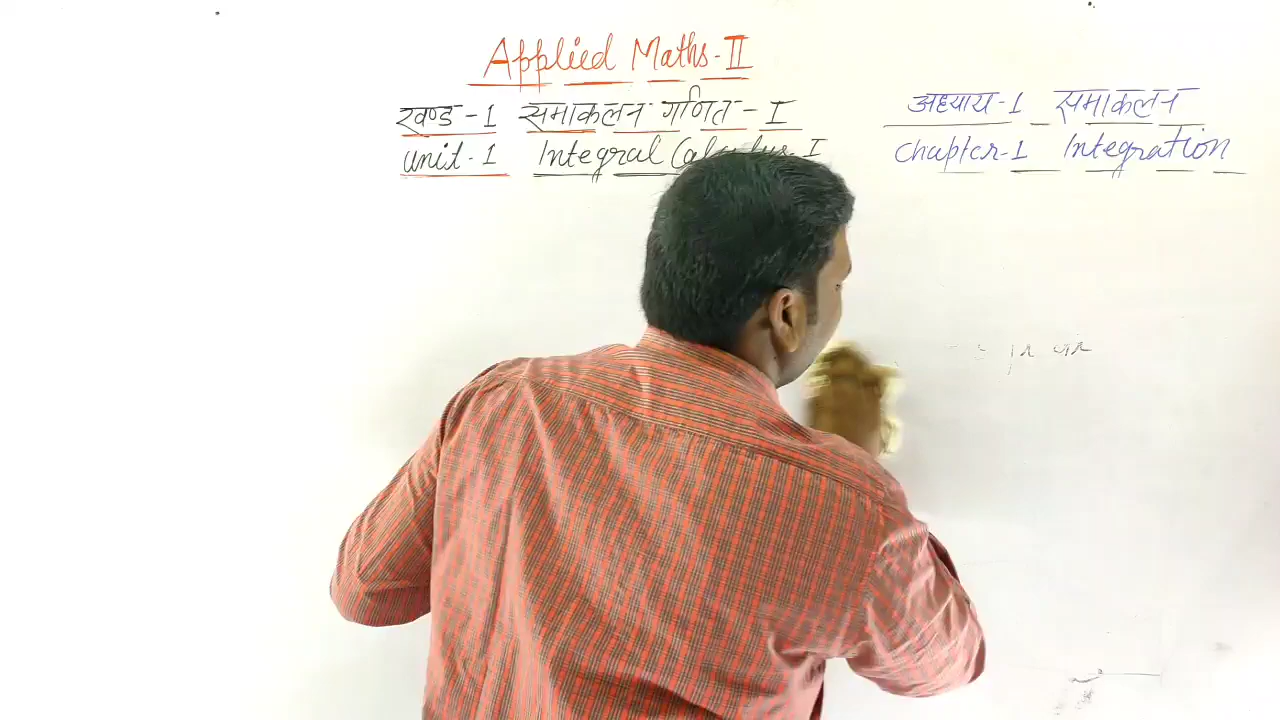 Applied Maths-II
खण्ड-1 समाकलन गणित-I
unit-1 Integral Calculus-I
अध्याय-1 समाकलन
Chapter-1 Integration